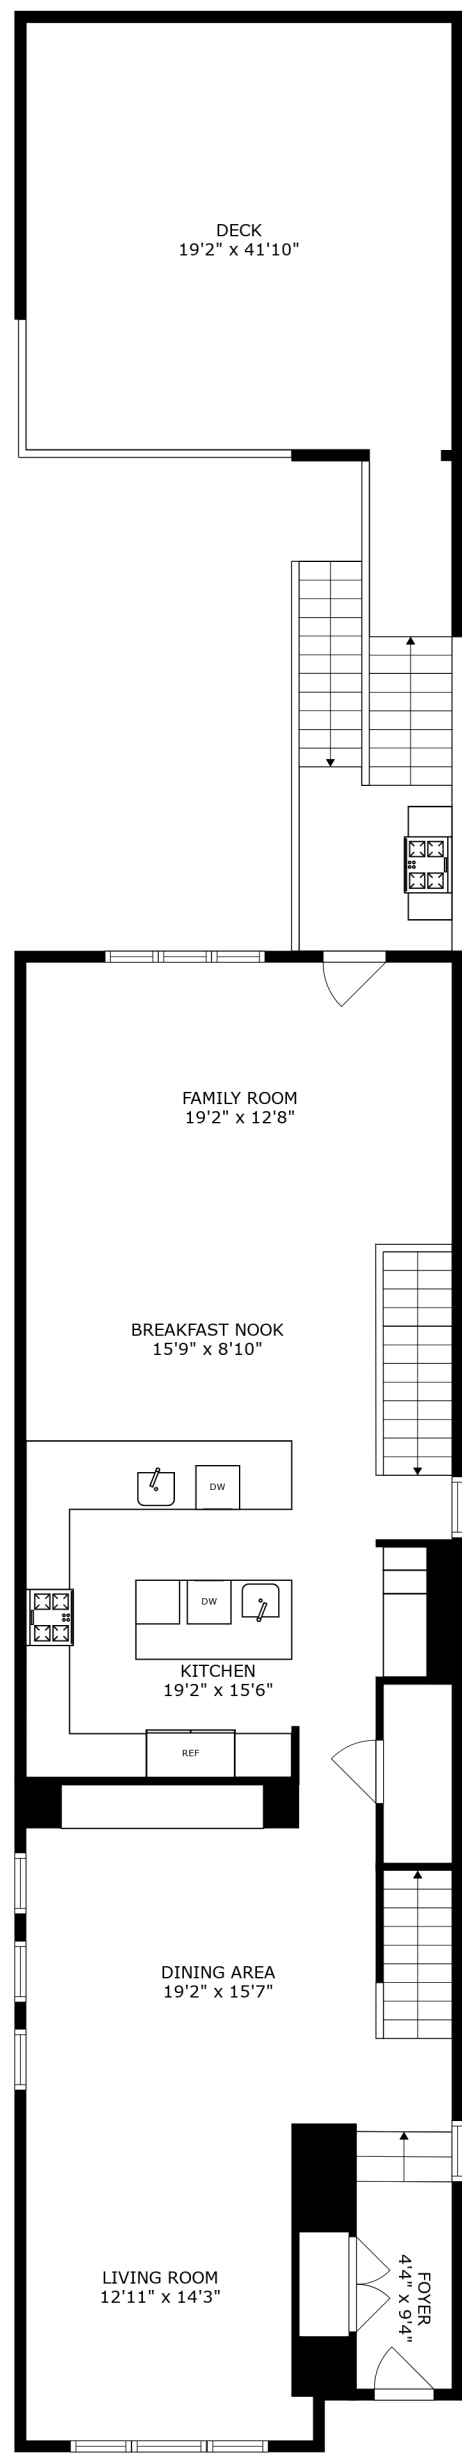 DECK
19'2" x 41'10"
FAMILY ROOM
19'2" x 12'8"
BREAKFAST NOOK
15'9" x 8'10"
DW
DW
KITCHEN
19'2" x 15'6"
REF
DINING AREA
19'2" x 15'7"
LIVING ROOM
12'11" x 14'3"
FOYER
4'4" x 9'4"